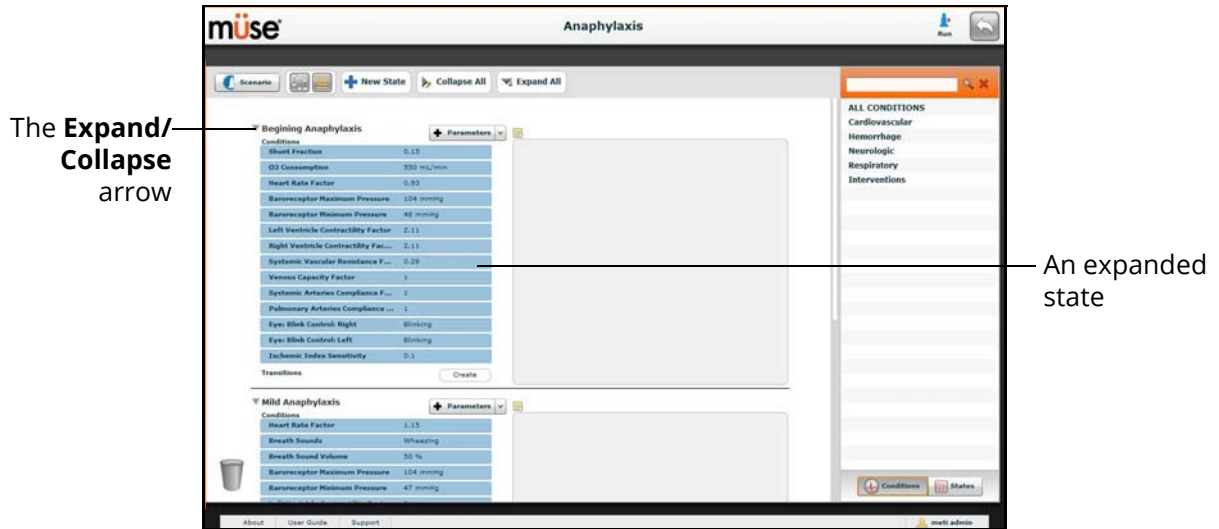 müse
Anaphylaxis
Run
Scenario
New State
Collapse All
Expand All
The Expand/
Collapse
arrow
Begining Anaphylaxis
Parameters
Conditions
Shunt Fraction 0.15
O2 Consumption 550 mL/min
Heart Rate Factor 0.93
Baroreceptor Maximum Pressure 104 mmHg
Baroreceptor Minimum Pressure 48 mmHg
Left Ventricle Contractility Factor 2.11
Right Ventricle Contractility Fac... 2.11
Systemic Vascular Resistance F... 0.28
Venous Capacity Factor 1
Systemic Arteries Compliance F... 1
Pulmonary Arteries Compliance ... 1
Eye: Blink Control: Right Blinking
Eye: Blink Control: Left Blinking
Ischemic Index Sensitivity 0.1
Transitions Create
Mild Anaphylaxis
Parameters
Conditions
Heart Rate Factor 1.15
Breath Sounds Wheezing
Breath Sound Volume 50 %
Baroreceptor Maximum Pressure 104 mmHg
Baroreceptor Minimum Pressure 47 mmHg
ALL CONDITIONS
Cardiovascular
Hemorrhage
Neurologic
Respiratory
Interventions
An expanded
state
Conditions
States
About
User Guide
Support
meti admin